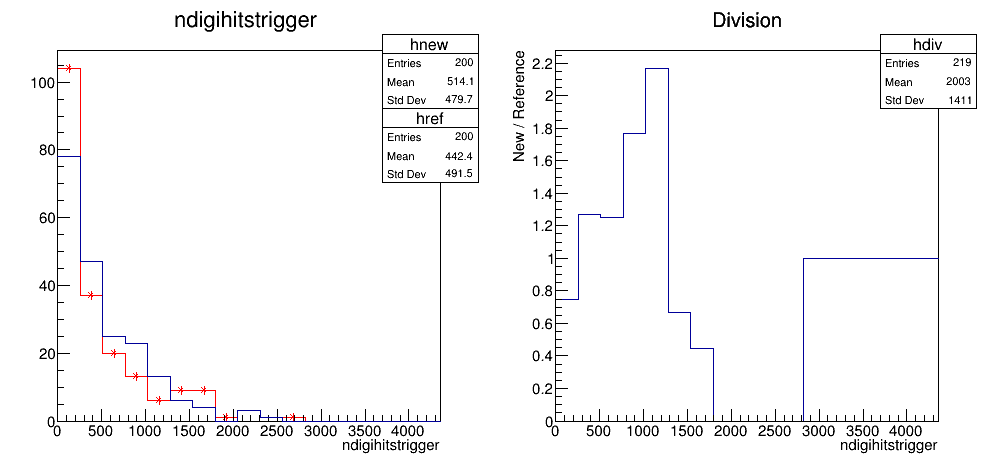 ndigihitstrigger
hnew
Entries 200
Mean 514.1
Std Dev 479.7
href
Entries 200
Mean 442.4
Std Dev 491.5
100
80
60
40
20
0
0 500 1000 1500 2000 2500 3000 3500 4000
ndigihitstrigger
Division
hdiv
Entries 219
Mean 2003
Std Dev 1411
New / Reference
2.2
2
1.8
1.6
1.4
1.2
1
0.8
0.6
0.4
0.2
0
0 500 1000 1500 2000 2500 3000 3500 4000
ndigihitstrigger